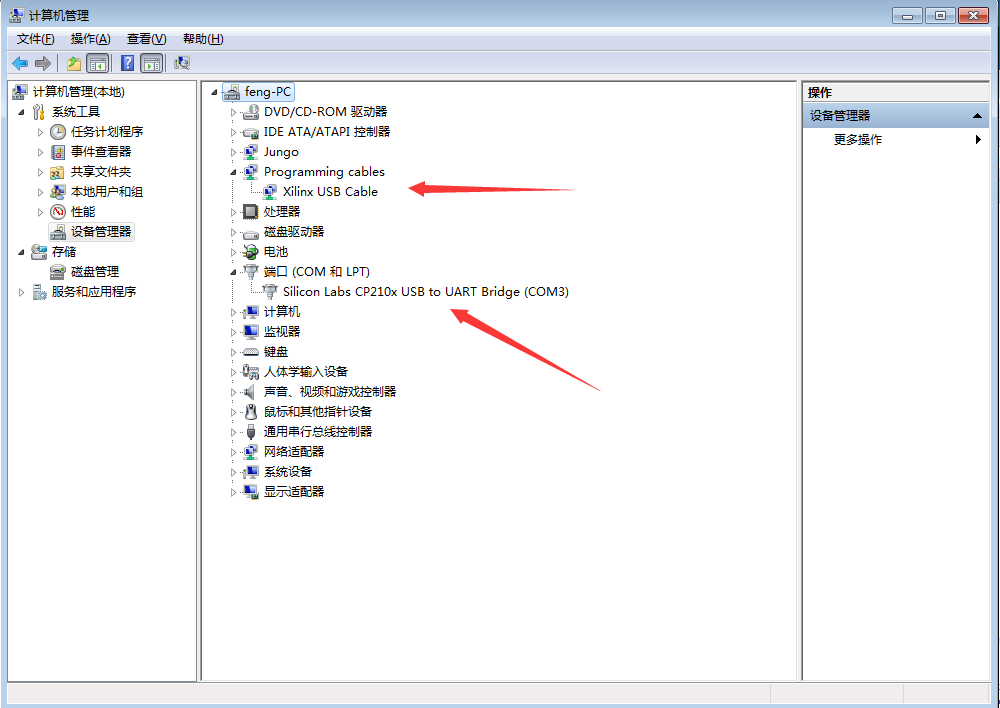 计算机管理
文件(F) 操作(A) 查看(V) 帮助(H)
计算机管理(本地)
系统工具
任务计划程序
事件查看器
共享文件夹
本地用户和组
性能
设备管理器
存储
磁盘管理
服务和应用程序
feng-PC
DVD/CD-ROM 驱动器
IDE ATA/ATAPI 控制器
Jungo
Programming cables
Xilinx USB Cable
处理器
磁盘驱动器
电池
端口 (COM 和 LPT)
Silicon Labs CP210x USB to UART Bridge (COM3)
计算机
监视器
键盘
人体学输入设备
声音、视频和游戏控制器
鼠标和其他指针设备
通用串行总线控制器
网络适配器
系统设备
显示适配器
操作
设备管理器
更多操作